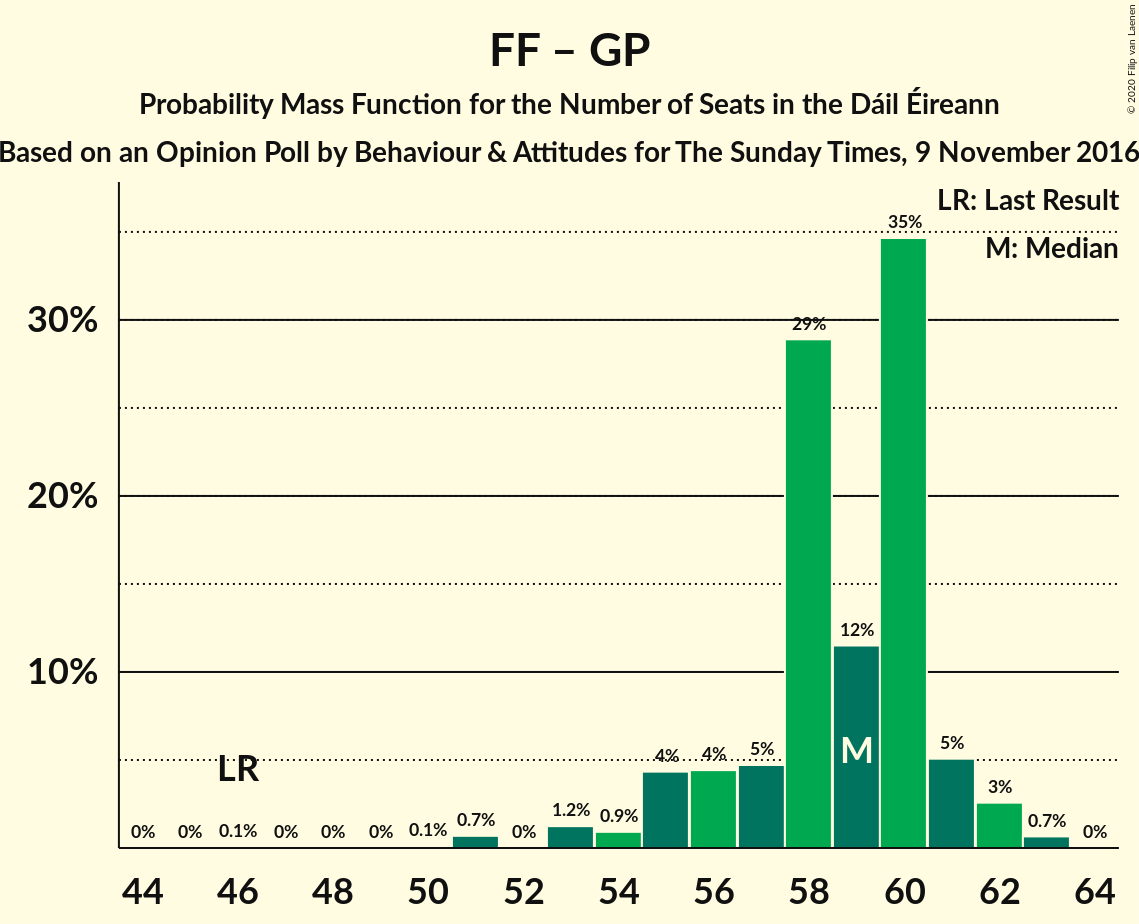 FF – GP
Probability Mass Function for the Number of Seats in the Dáil Éireann
Based on an Opinion Poll by Behaviour & Attitudes for The Sunday Times, 9 November 2016
© 2020 Filip van Laenen
LR: Last Result
M: Median
30%
20%
10%
0% 0% 0.1% 0% 0% 0% 0.1% 0.7% 0% 1.2% 0.9% 4% 4% 5% 29% 12% 35% 5% 3% 0.7% 0%
LR
M
44 46 48 50 52 54 56 58 60 62 64